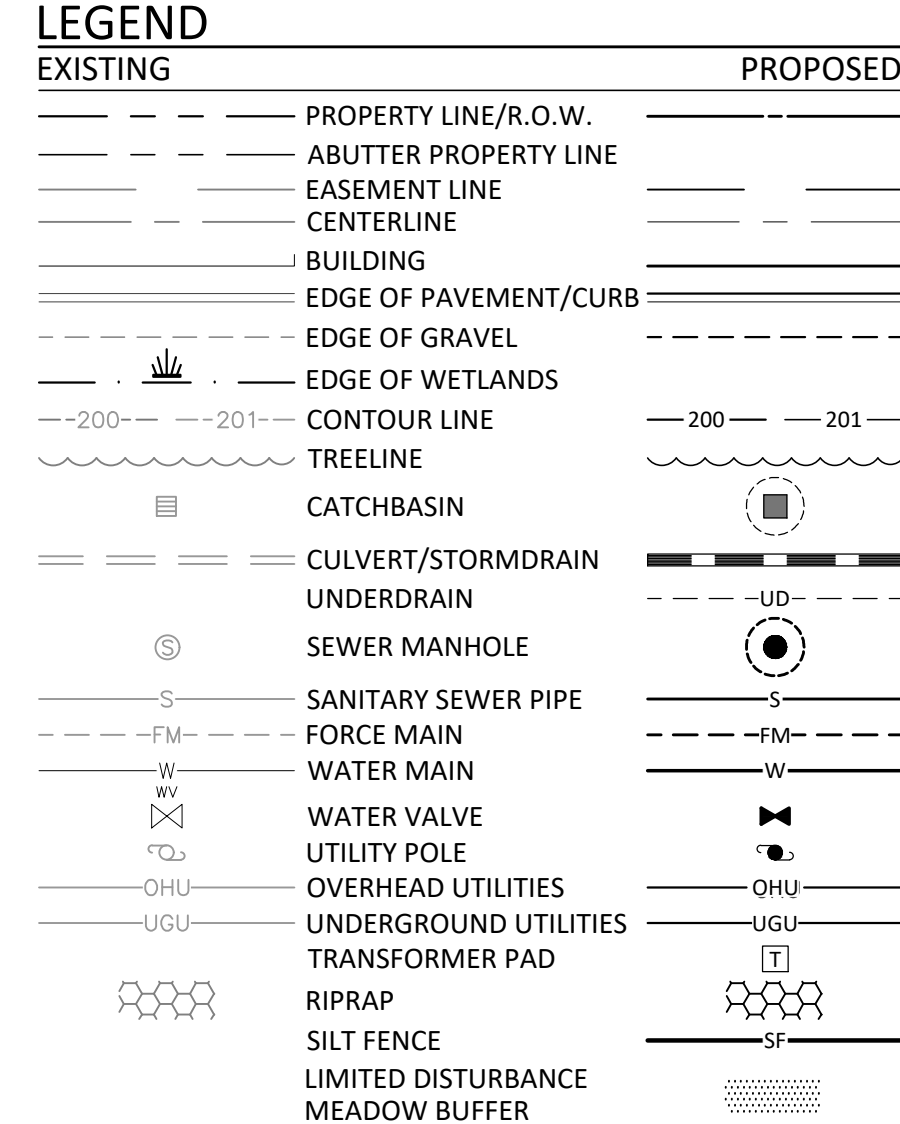 LEGEND
EXISTING PROPOSED
PROPERTY LINE/R.O.W.
ABUTTER PROPERTY LINE
EASEMENT LINE
CENTERLINE
BUILDING
EDGE OF PAVEMENT/CURB
EDGE OF GRAVEL
EDGE OF WETLANDS
200 201 CONTOUR LINE 200 201
TREELINE
CATCHBASIN
CULVERT/STORMDRAIN
UNDERDRAIN UD
S SEWER MANHOLE
S SANITARY SEWER PIPE S
FM FORCE MAIN FM
W WATER MAIN W
WV
WATER VALVE
UTILITY POLE
OHU OVERHEAD UTILITIES OHU
UGU UNDERGROUND UTILITIES UGU
TRANSFORMER PAD T
RIPRAP
SILT FENCE SF
LIMITED DISTURBANCE
MEADOW BUFFER